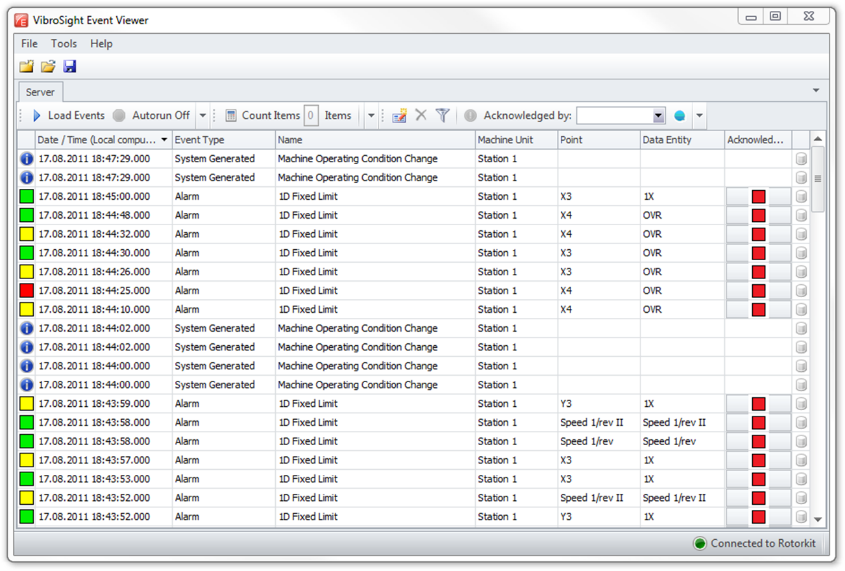 VibroSight Event Viewer
File Tools Help
Server
Load Events Autorun Off Count Items 0 Items Acknowledged by:
Date / Time (Local compu... Event Type Name Machine Unit Point Data Entity Acknowled...
17.08.2011 18:47:29.000 System Generated Machine Operating Condition Change Station 1
17.08.2011 18:47:29.000 System Generated Machine Operating Condition Change Station 1
17.08.2011 18:45:00.000 Alarm 1D Fixed Limit Station 1 X3 1X
17.08.2011 18:44:48.000 Alarm 1D Fixed Limit Station 1 X4 OVR
17.08.2011 18:44:32.000 Alarm 1D Fixed Limit Station 1 X4 OVR
17.08.2011 18:44:30.000 Alarm 1D Fixed Limit Station 1 X3 OVR
17.08.2011 18:44:26.000 Alarm 1D Fixed Limit Station 1 X3 OVR
17.08.2011 18:44:25.000 Alarm 1D Fixed Limit Station 1 X4 OVR
17.08.2011 18:44:10.000 Alarm 1D Fixed Limit Station 1 X4 OVR
17.08.2011 18:44:02.000 System Generated Machine Operating Condition Change Station 1
17.08.2011 18:44:02.000 System Generated Machine Operating Condition Change Station 1
17.08.2011 18:44:00.000 System Generated Machine Operating Condition Change Station 1
17.08.2011 18:44:00.000 System Generated Machine Operating Condition Change Station 1
17.08.2011 18:43:59.000 Alarm 1D Fixed Limit Station 1 Y3 1X
17.08.2011 18:43:58.000 Alarm 1D Fixed Limit Station 1 Speed 1/rev II Speed 1/rev II
17.08.2011 18:43:58.000 Alarm 1D Fixed Limit Station 1 Speed 1/rev Speed 1/rev
17.08.2011 18:43:57.000 Alarm 1D Fixed Limit Station 1 X3 1X
17.08.2011 18:43:53.000 Alarm 1D Fixed Limit Station 1 X3 1X
17.08.2011 18:43:52.000 Alarm 1D Fixed Limit Station 1 Speed 1/rev II Speed 1/rev II
17.08.2011 18:43:52.000 Alarm 1D Fixed Limit Station 1 Y3 1X
Connected to Rotorkit